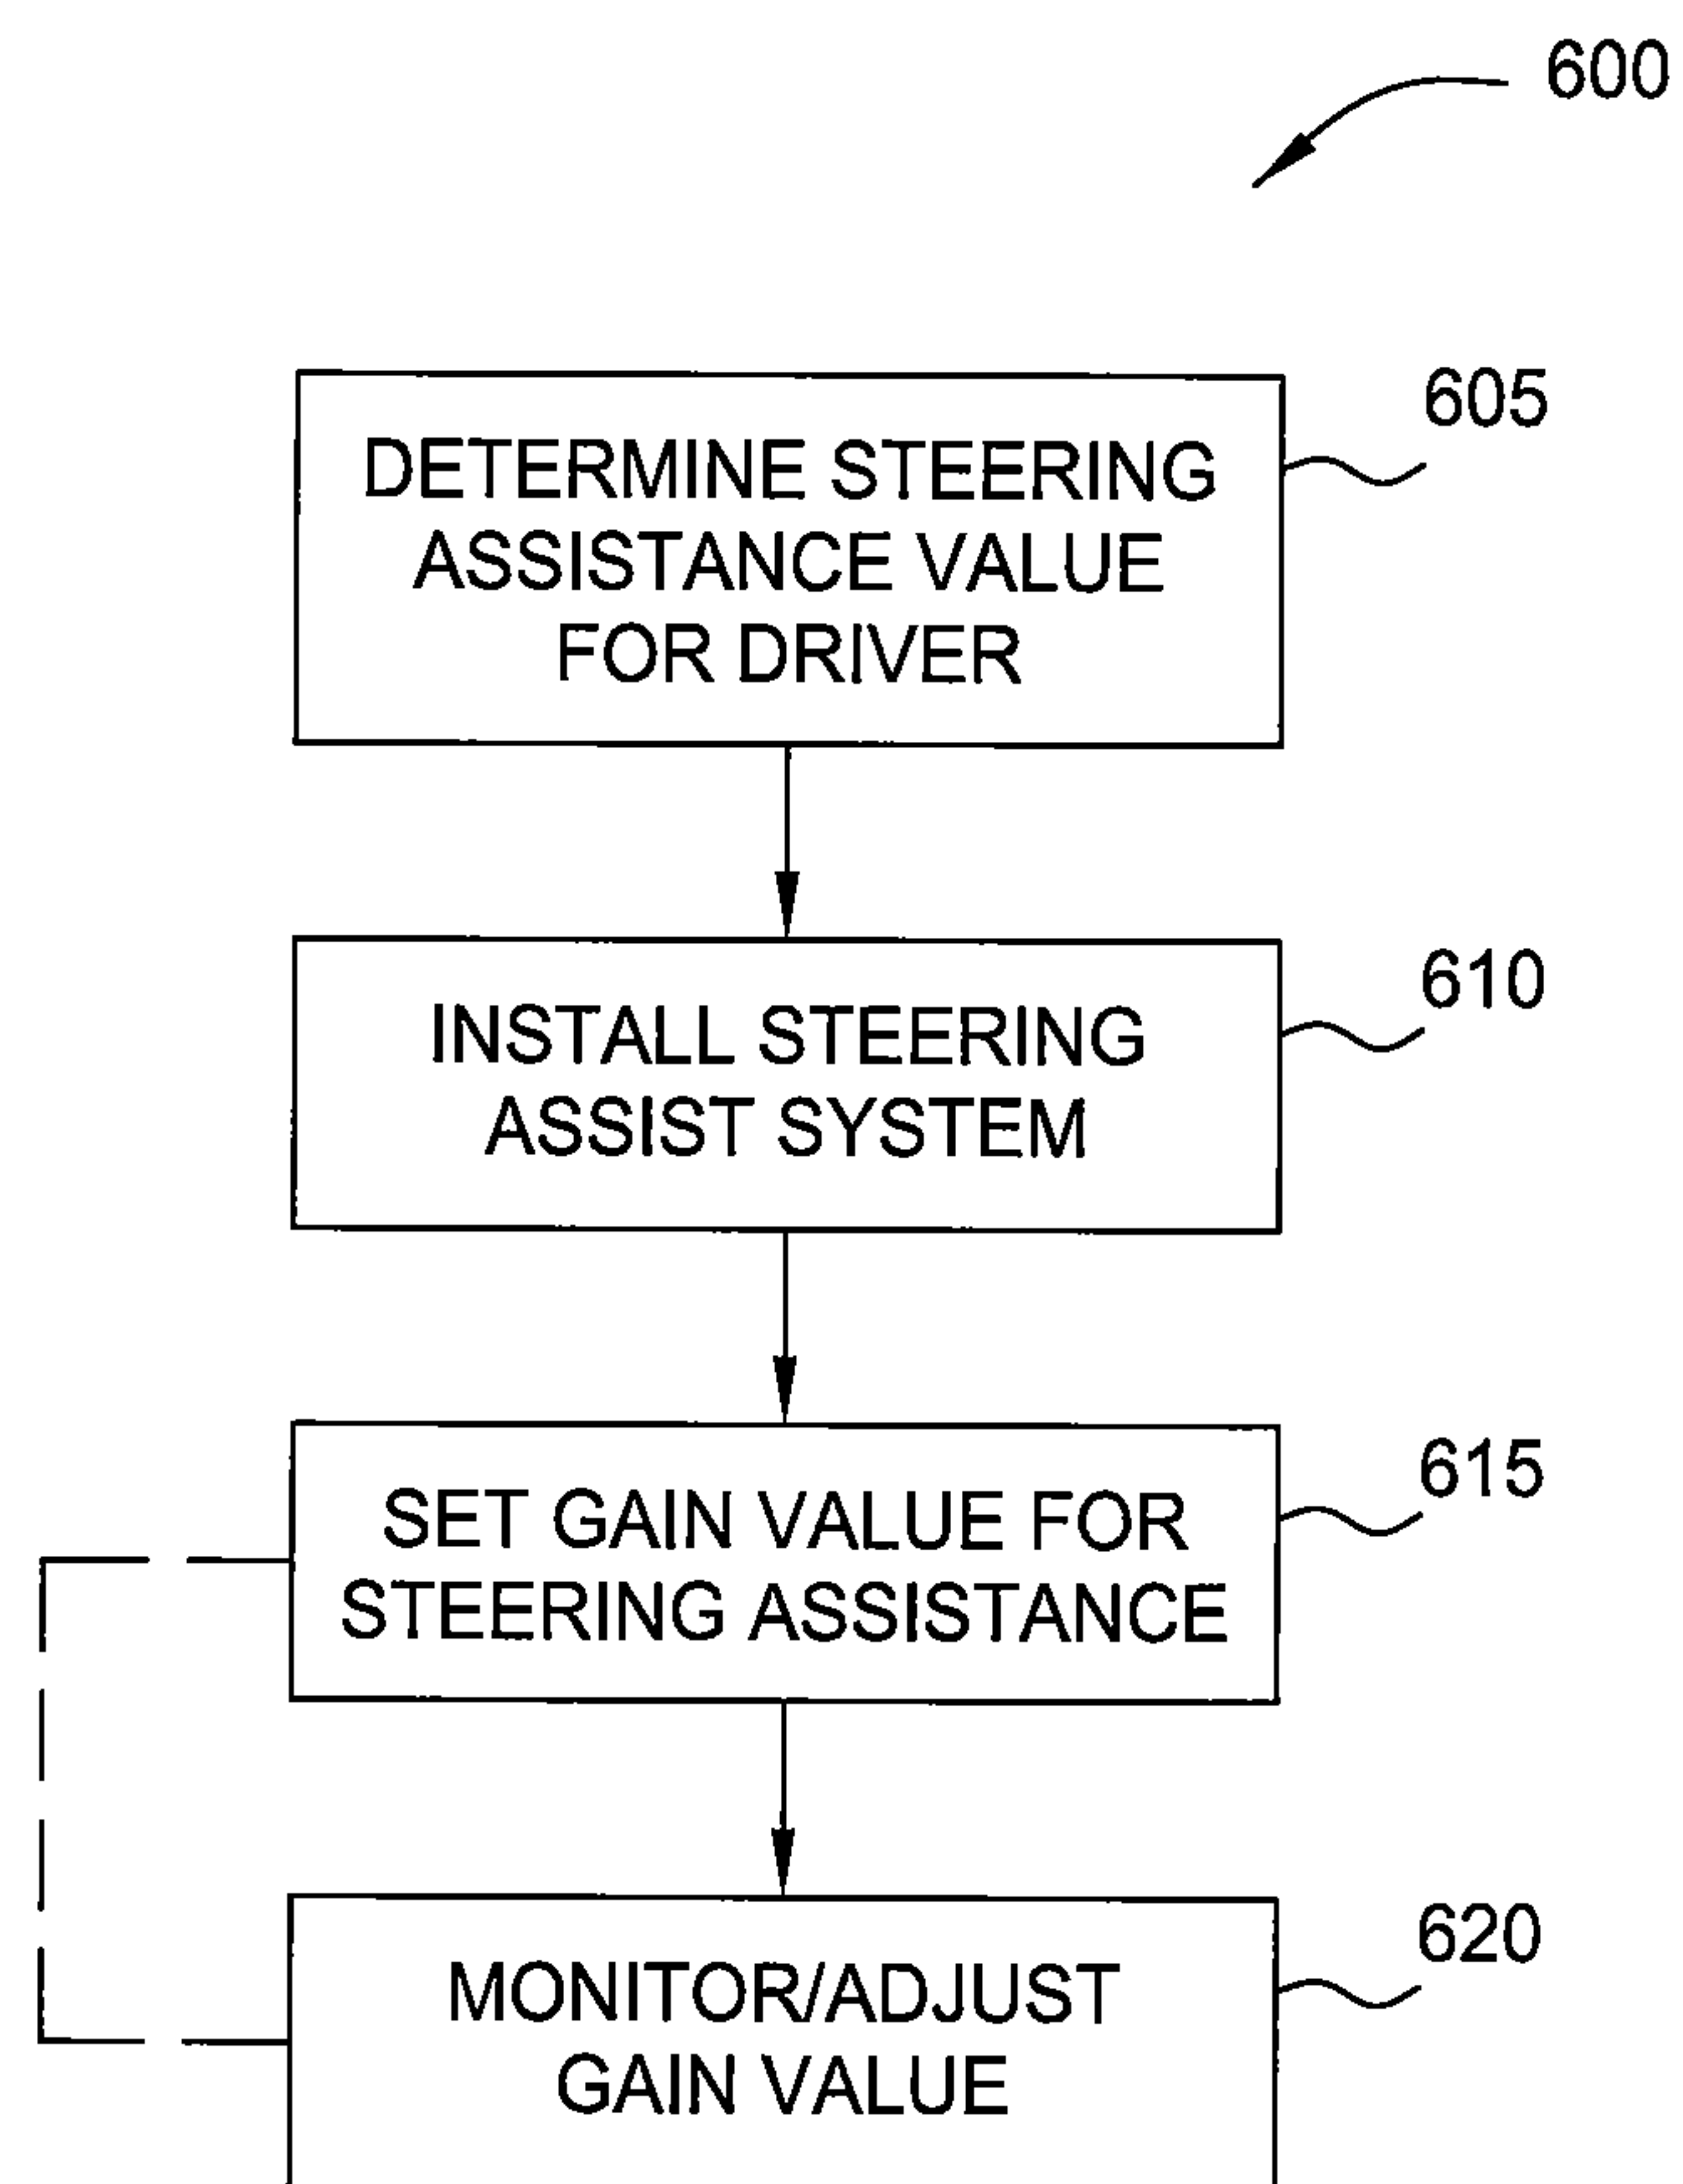 600
605
DETERMINE STEERING
ASSISTANCE VALUE
FOR DRIVER
610
INSTALL STEERING
ASSIST SYSTEM
615
SET GAIN VALUE FOR
STEERING ASSISTANCE
620
MONITOR/ADJUST
GAIN VALUE